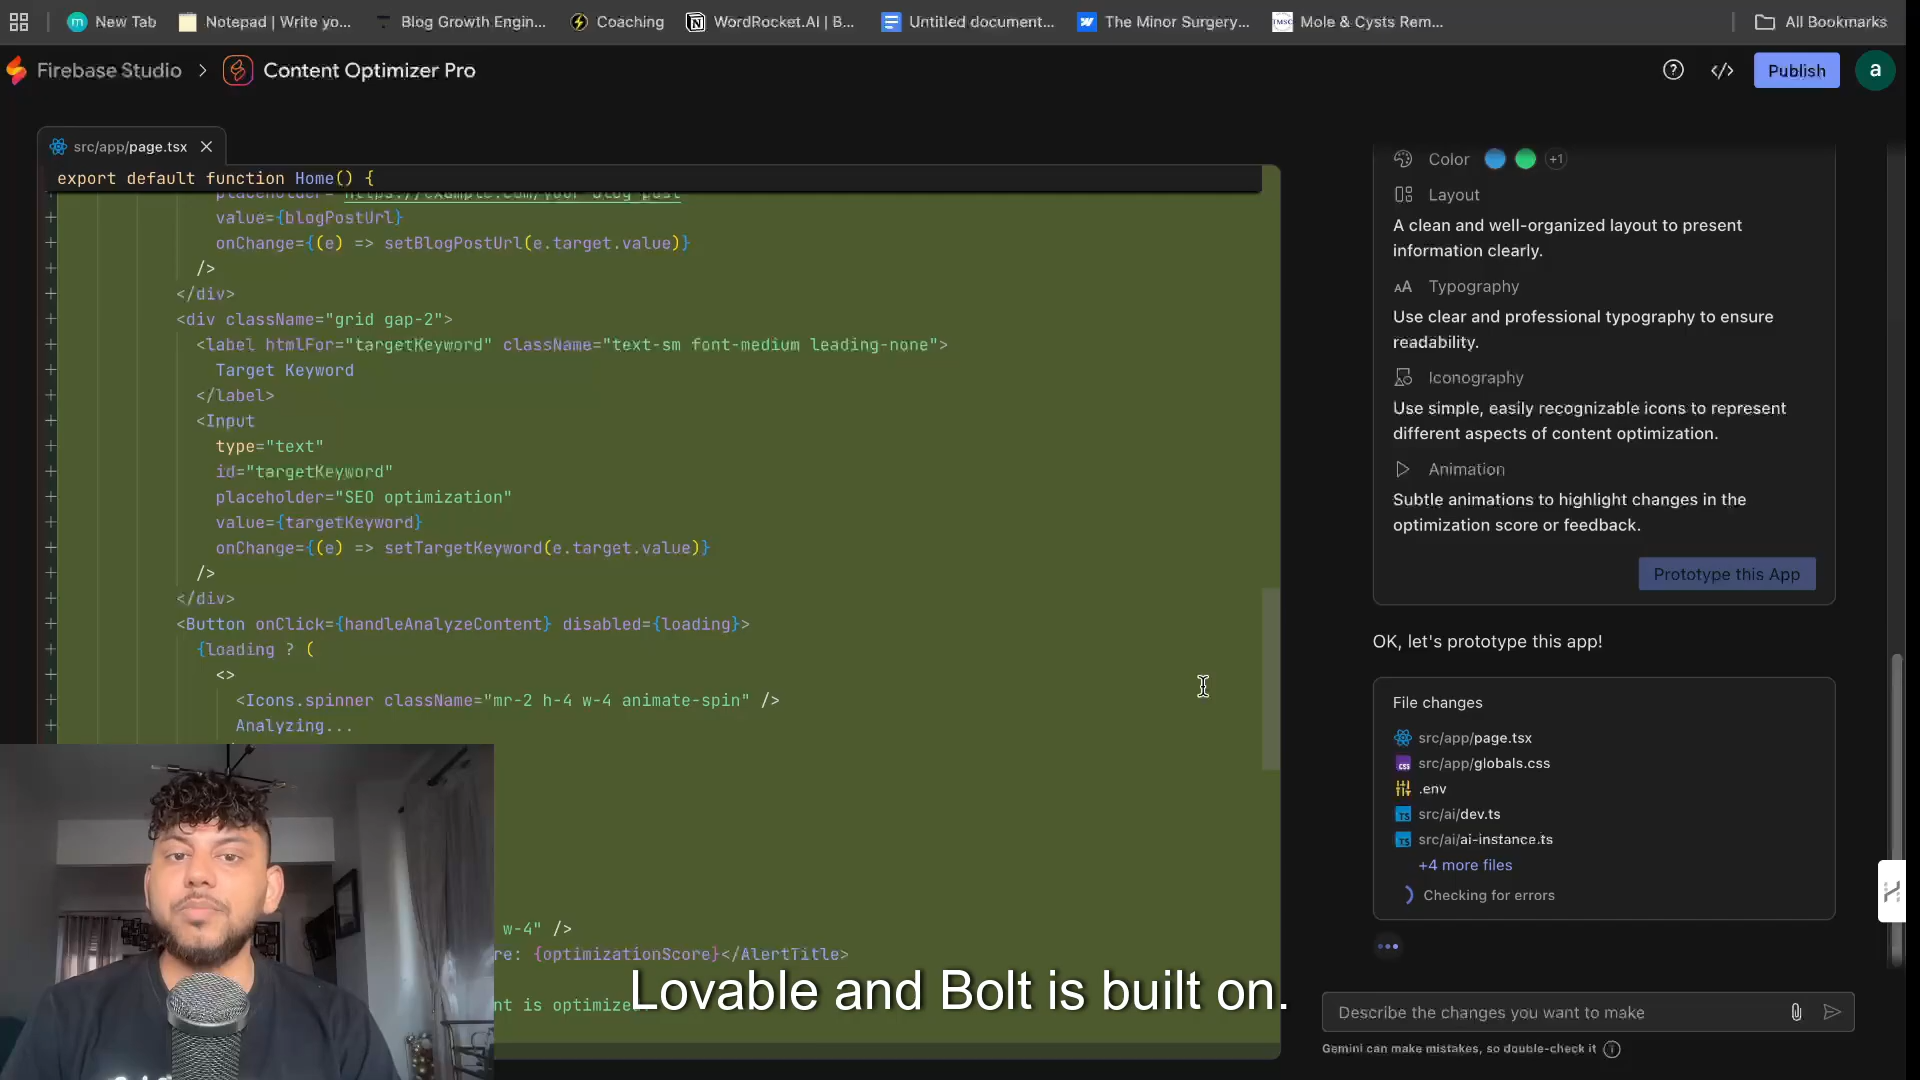 New Tab
Notepad | Write yo...
Blog Growth Engin...
Coaching
WordRocket.AI | B...
Untitled document...
The Minor Surgery...
Mole & Cysts Rem...
All Bookmarks
Firebase Studio
Content Optimizer Pro
Publish
a
src/app/page.tsx
export default function Home() {
placeholder="https://example.com/your-blog-post"
value={blogPostUrl}
onChange={(e) => setBlogPostUrl(e.target.value)}
/>
</div>
<div className="grid gap-2">
<label htmlFor="targetKeyword" className="text-sm font-medium leading-none">
Target Keyword
</label>
<Input
type="text"
id="targetKeyword"
placeholder="SEO optimization"
value={targetKeyword}
onChange={(e) => setTargetKeyword(e.target.value)}
/>
</div>
<Button onClick={handleAnalyzeContent} disabled={loading}>
{loading ? (
<>
<Icons.spinner className="mr-2 h-4 w-4 animate-spin" />
Analyzing...
w-4" />
re: {optimizationScore}</AlertTitle>
nt is optimize
Color
+1
Layout
A clean and well-organized layout to present
information clearly.
AA Typography
Use clear and professional typography to ensure
readability.
Iconography
Use simple, easily recognizable icons to represent
different aspects of content optimization.
Animation
Subtle animations to highlight changes in the
optimization score or feedback.
Prototype this App
OK, let's prototype this app!
File changes
src/app/page.tsx
src/app/globals.css
.env
src/ai/dev.ts
src/ai/ai-instance.ts
+4 more files
Checking for errors
Describe the changes you want to make
Gemini can make mistakes, so double-check it
Lovable and Bolt is built on.